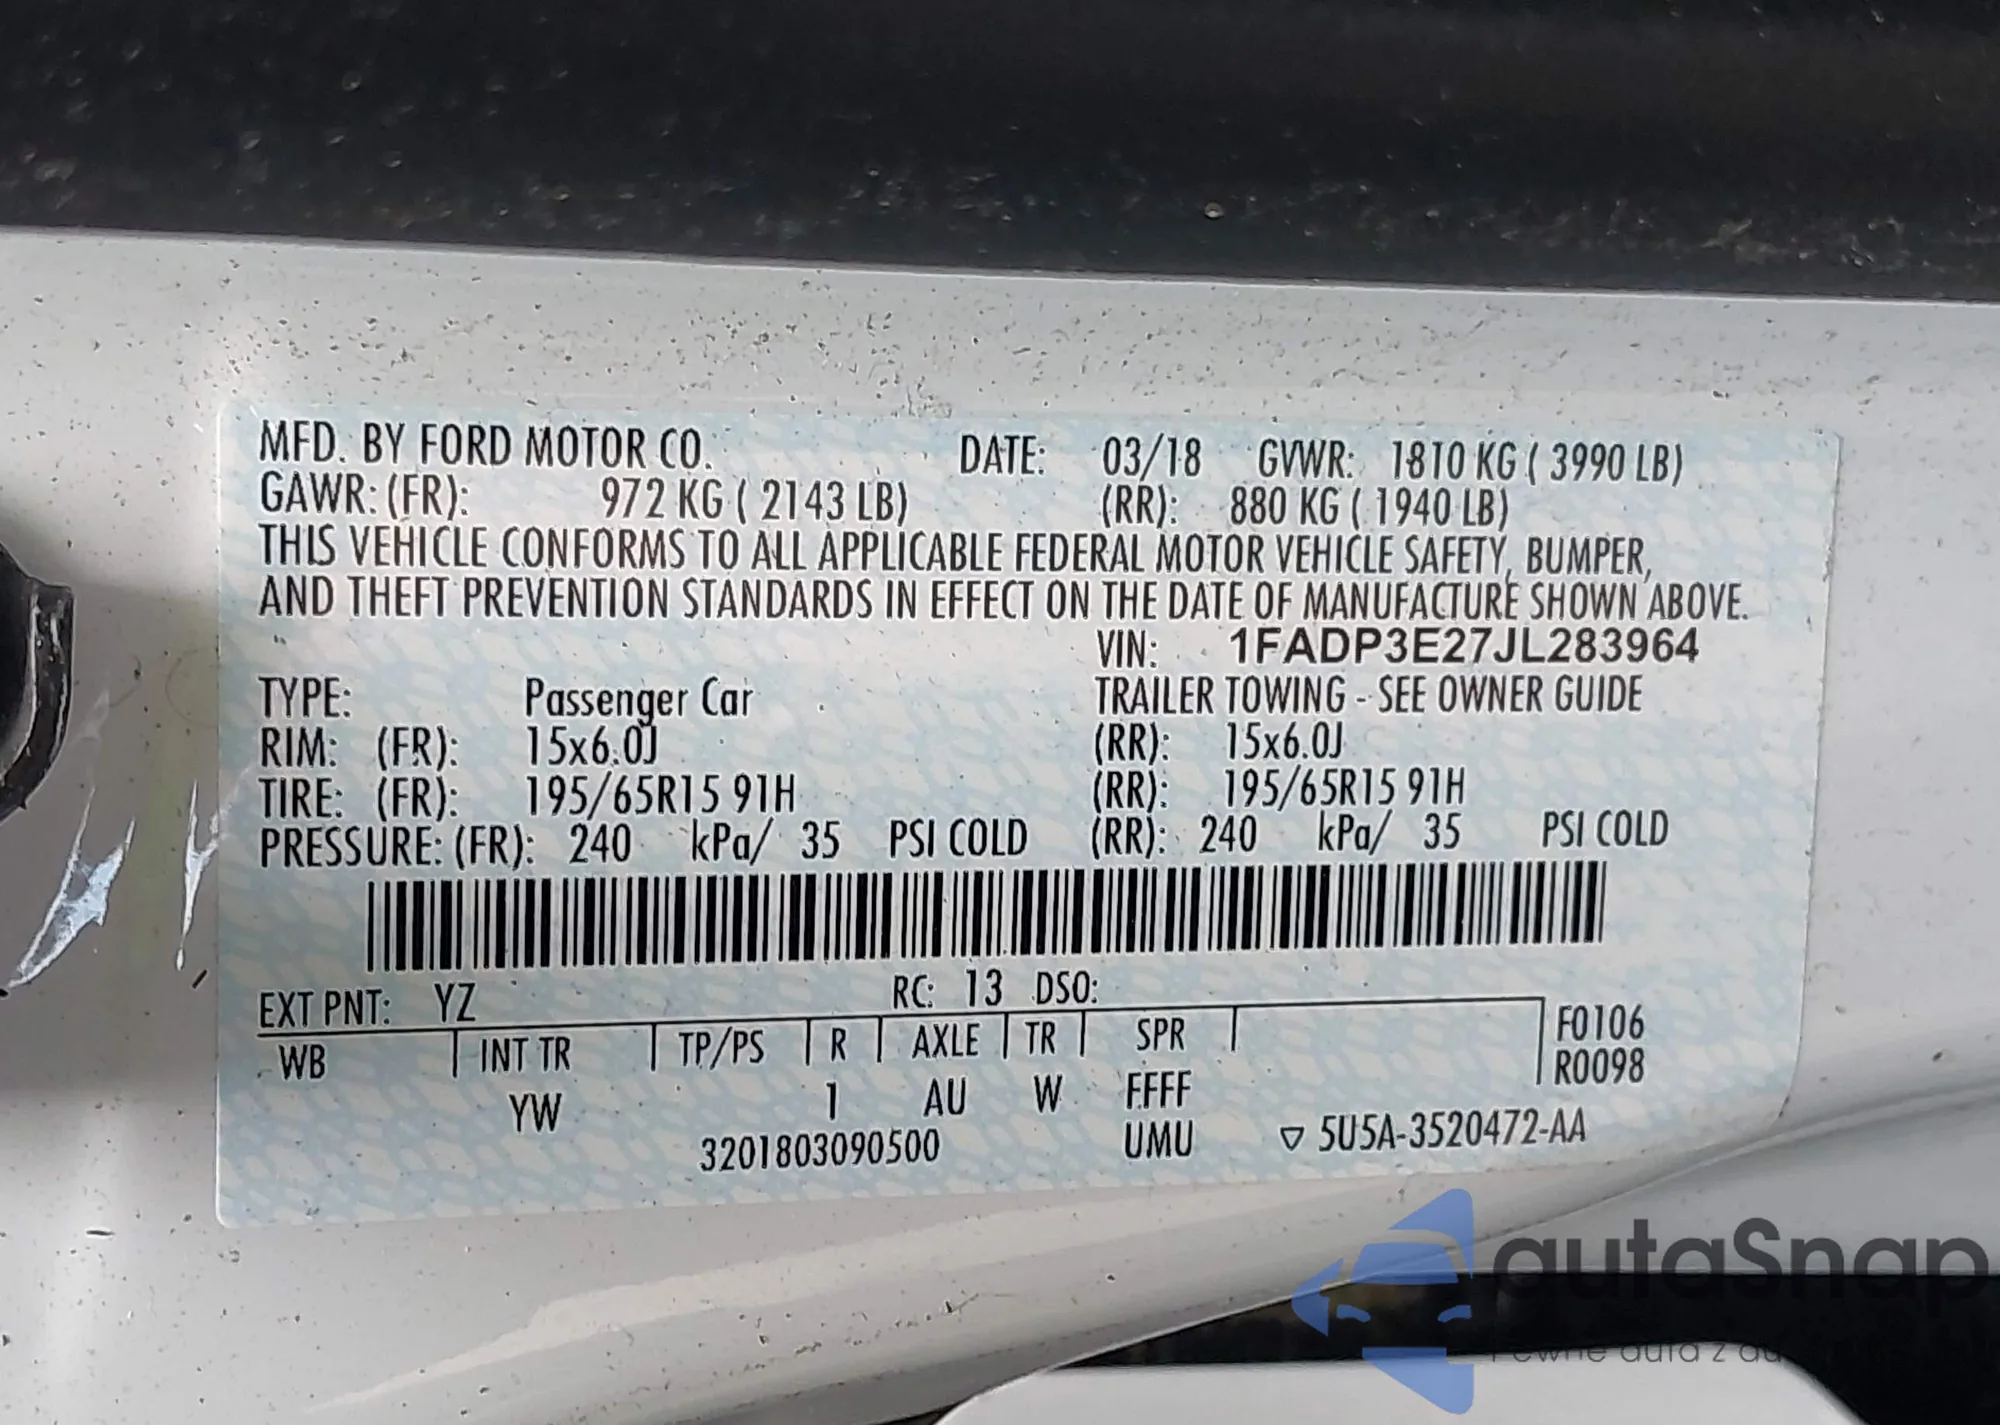 MFD. BY FORD MOTOR CO. DATE: 03/18 GVWR: 1810 KG ( 3990 LB)
GAWR: (FR): 972 KG ( 2143 LB) (RR): 880 KG ( 1940 LB)
THIS VEHICLE CONFORMS TO ALL APPLICABLE FEDERAL MOTOR VEHICLE SAFETY, BUMPER,
AND THEFT PREVENTION STANDARDS IN EFFECT ON THE DATE OF MANUFACTURE SHOWN ABOVE.
VIN: 1FADP3E27JL283964
TYPE: Passenger Car TRAILER TOWING - SEE OWNER GUIDE
RIM: (FR): 15x6.0J (RR): 15x6.0J
TIRE: (FR): 195/65R15 91H (RR): 195/65R15 91H
PRESSURE: (FR): 240 kPa/ 35 PSI COLD (RR): 240 kPa/ 35 PSI COLD
EXT PNT: YZ RC: 13 DSO:
WB INT TR TP/PS R AXLE TR SPR F0106
R0098
YW 1 AU W FFFF
3201803090500 UMU ▽ 5U5A-3520472-AA
autaSnap
Pewne auta z